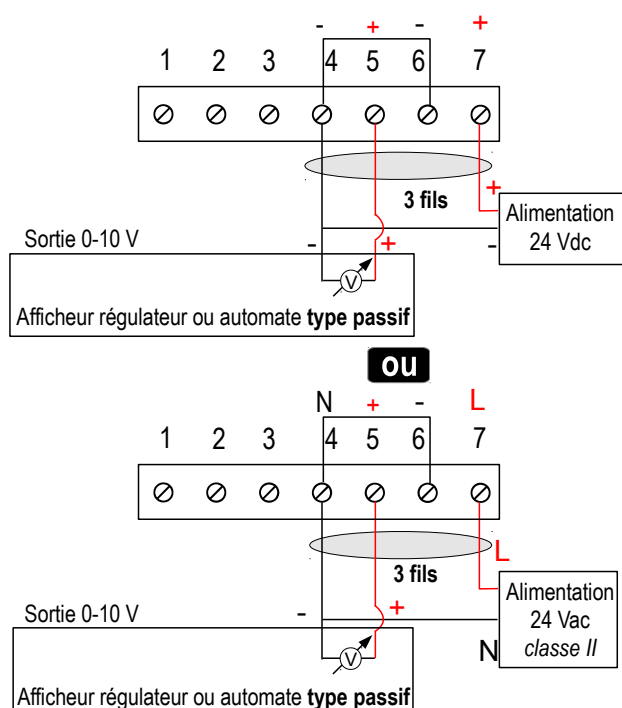 - + - +
1 2 3 4 5 6 7
+
3 fils
Alimentation
24 Vdc
Sortie 0-10 V
- + -
V
Afficheur régulateur ou automate type passif
ou
N + - L
1 2 3 4 5 6 7
L
3 fils
Alimentation
24 Vac
classe II
Sortie 0-10 V
- + N
V
Afficheur régulateur ou automate type passif